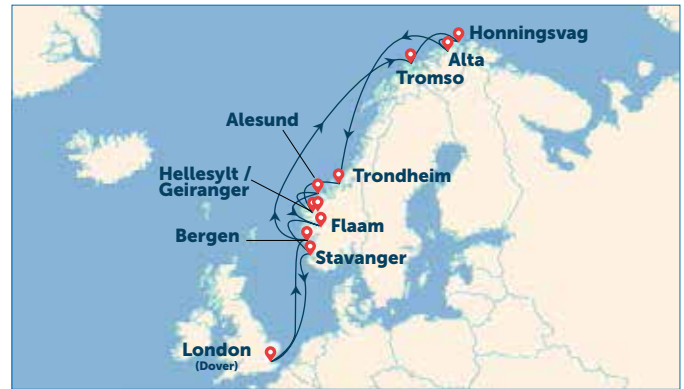 Honningsvag
Alta
Tromso
Alesund
Hellesylt /
Geiranger
Trondheim
Flaam
Bergen
Stavanger
London
(Dover)